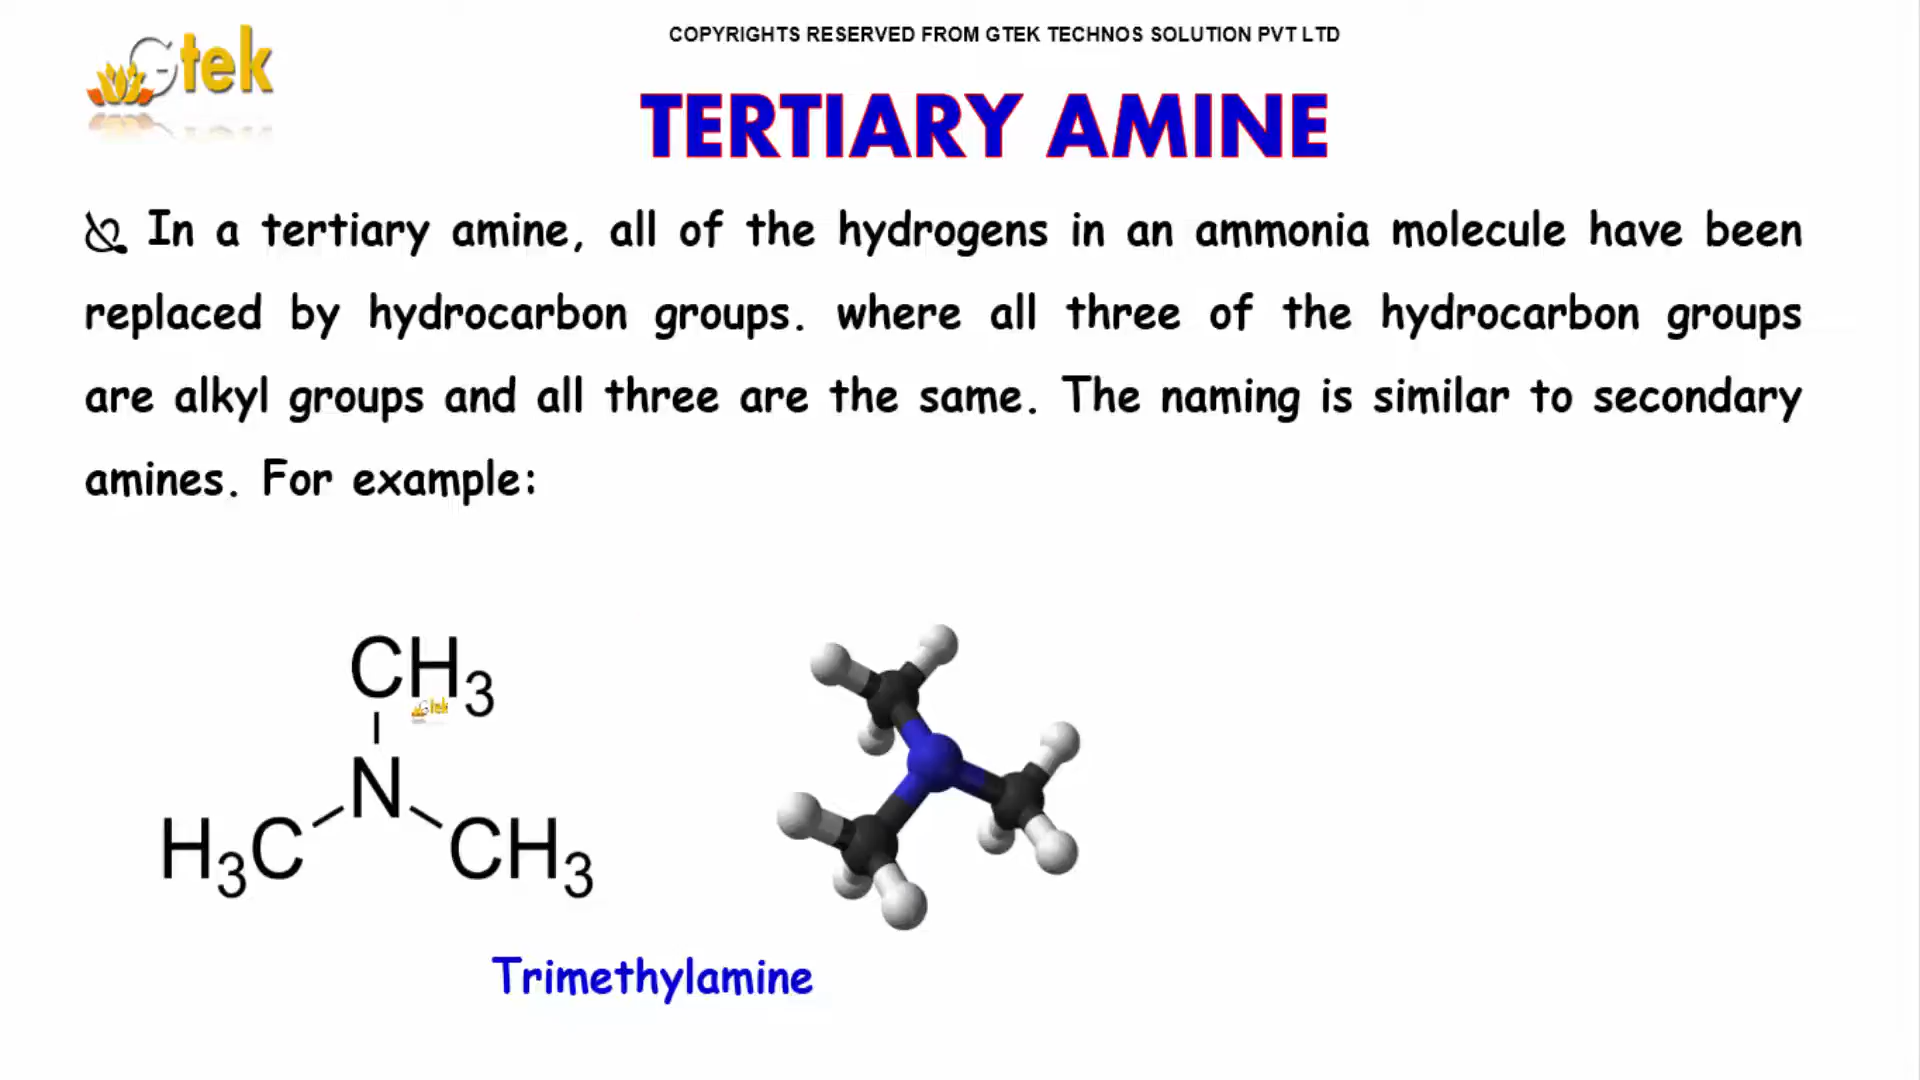 Gtek
COPYRIGHTS RESERVED FROM GTEK TECHNOS SOLUTION PVT LTD
TERTIARY AMINE
In a tertiary amine, all of the hydrogens in an ammonia molecule have been
replaced by hydrocarbon groups. where all three of the hydrocarbon groups
are alkyl groups and all three are the same. The naming is similar to secondary
amines. For example:
CH3
Gtek
N
H3C CH3
Trimethylamine